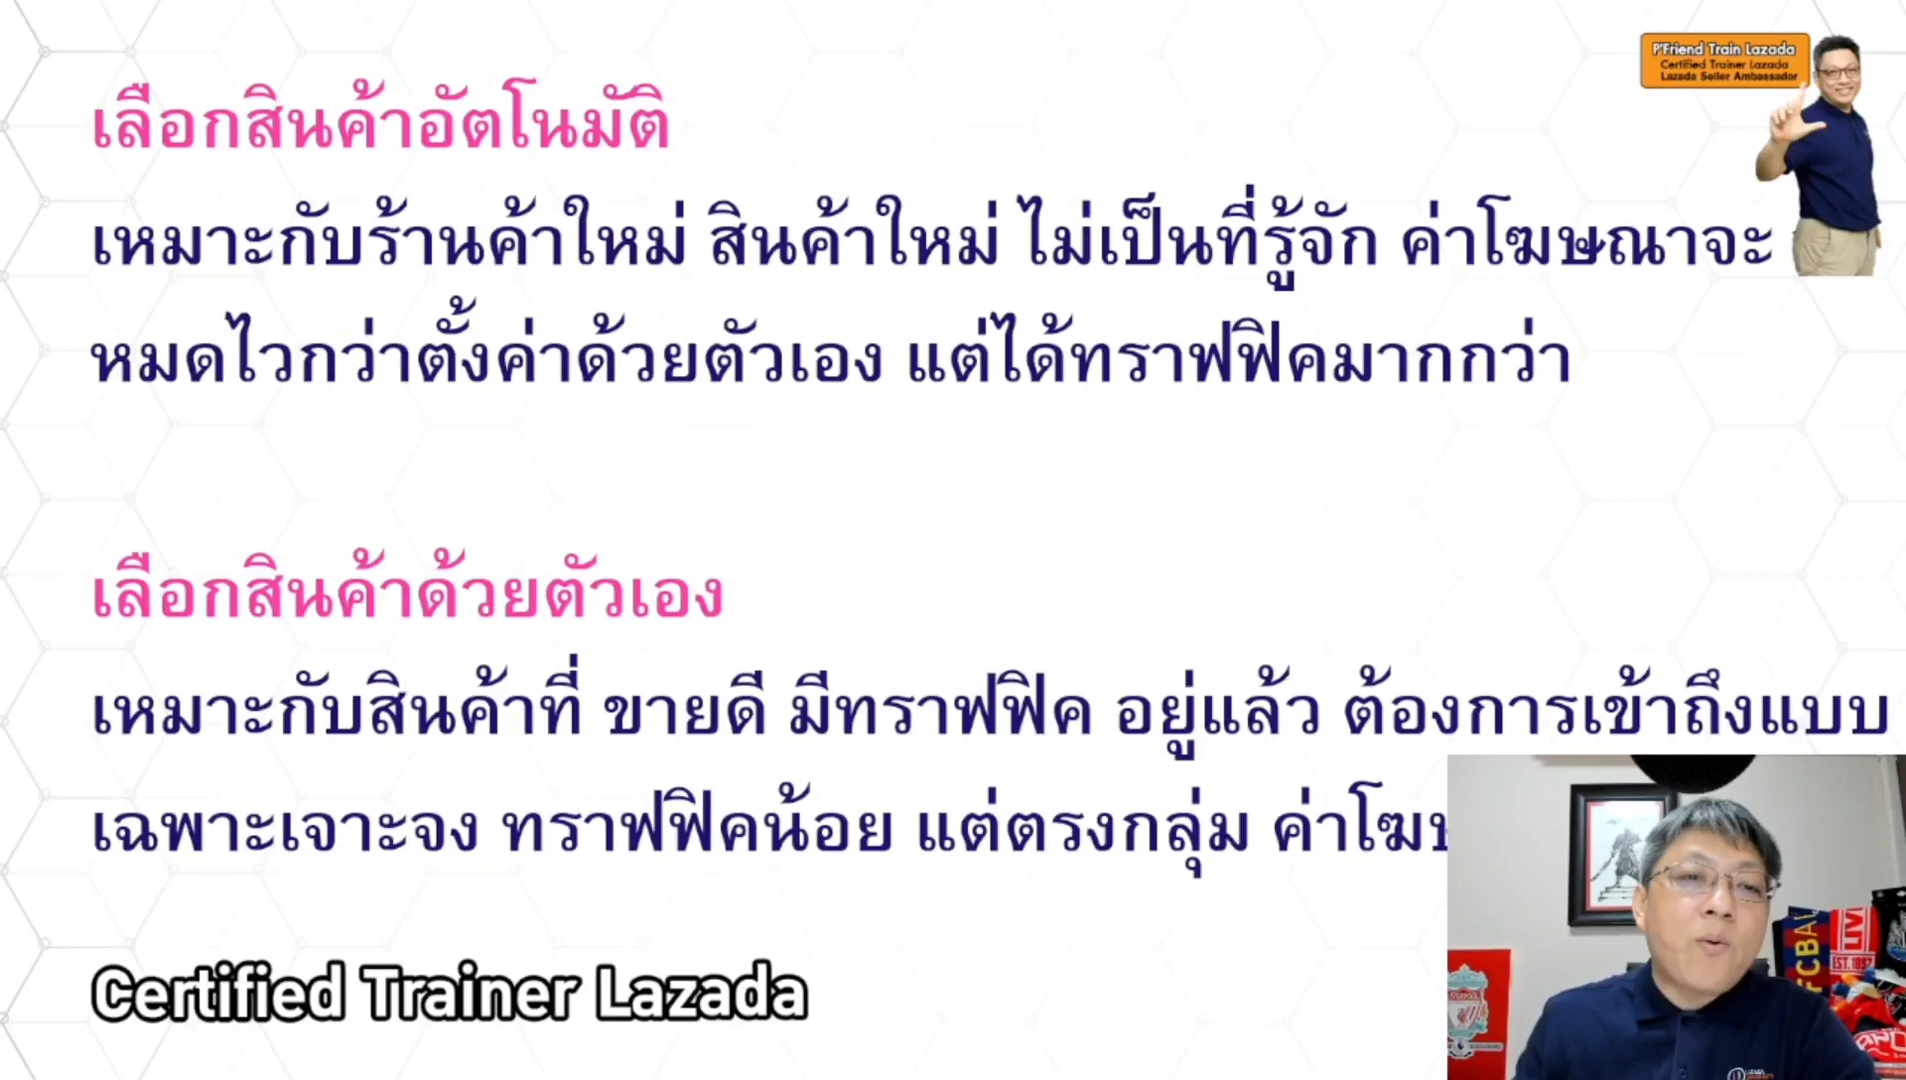 P'Friend Train Lazada
Certified Trainer Lazada
Lazada Seller Ambassador
เลือกสินค้าอัตโนมัติ
เหมาะกับร้านค้าใหม่ สินค้าใหม่ ไม่เป็นที่รู้จัก ค่าโฆษณาจะ
หมดไวกว่าตั้งค่าด้วยตัวเอง แต่ได้ทราฟฟิคมากกว่า
เลือกสินค้าด้วยตัวเอง
เหมาะกับสินค้าที่ ขายดี มีทราฟฟิค อยู่แล้ว ต้องการเข้าถึงแบบ
เฉพาะเจาะจง ทราฟฟิคน้อย แต่ตรงกลุ่ม
Certified Trainer Lazada
FCBA
LIV
EST. 1892